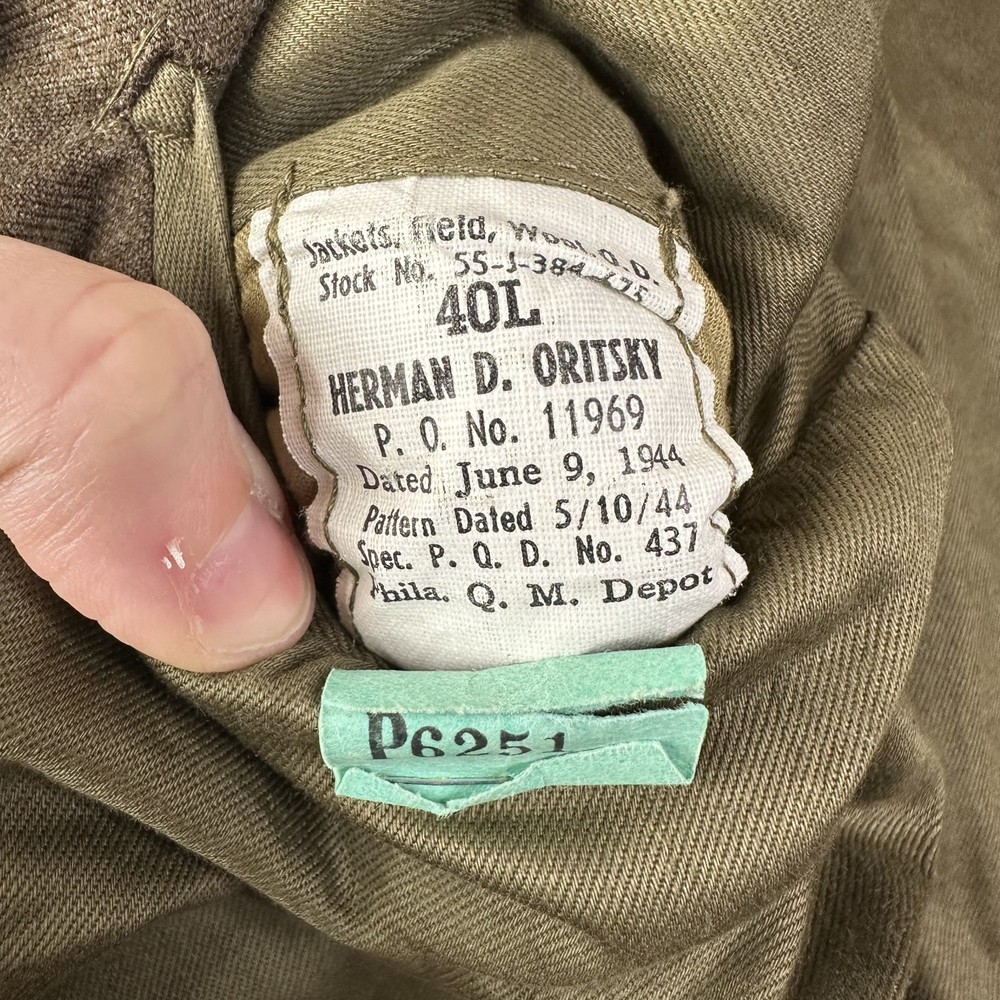 Jackets, Field, Wool, O.D.
Stock No. 55-J-384-475
40L
HERMAN D. ORITSKY
P. O. No. 11969
Dated June 9, 1944
Pattern Dated 5/10/44
Spec. P. Q. D. No. 437
Phila. Q. M. Depot
P6251